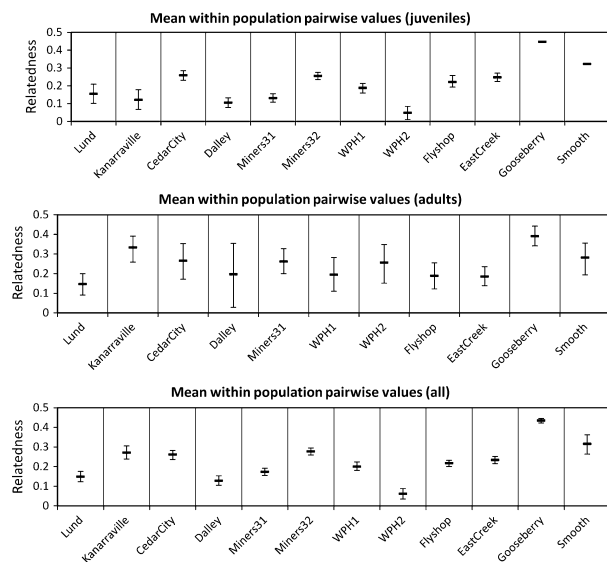 Mean within population pairwise values (juveniles)
Relatedness
0.5
0.4
0.3
0.2
0.1
0
Lund
Kanarraville
CedarCity
Dalley
Miners31
Miners32
WPH1
WPH2
Flyshop
EastCreek
Gooseberry
Smooth
Mean within population pairwise values (adults)
Relatedness
0.5
0.4
0.3
0.2
0.1
0
Lund
Kanarraville
CedarCity
Dalley
Miners31
WPH1
WPH2
Flyshop
EastCreek
Gooseberry
Smooth
Mean within population pairwise values (all)
Relatedness
0.5
0.4
0.3
0.2
0.1
0
Lund
Kanarraville
CedarCity
Dalley
Miners31
Miners32
WPH1
WPH2
Flyshop
EastCreek
Gooseberry
Smooth